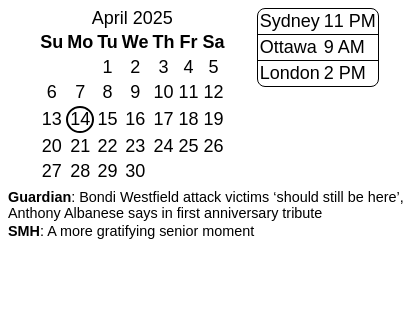 April 2025
Su Mo Tu We Th Fr Sa
1 2 3 4 5
6 7 8 9 10 11 12
13 14 15 16 17 18 19
20 21 22 23 24 25 26
27 28 29 30
Sydney 11 PM
Ottawa 9 AM
London 2 PM
Guardian: Bondi Westfield attack victims ‘should still be here’,
Anthony Albanese says in first anniversary tribute
SMH: A more gratifying senior moment